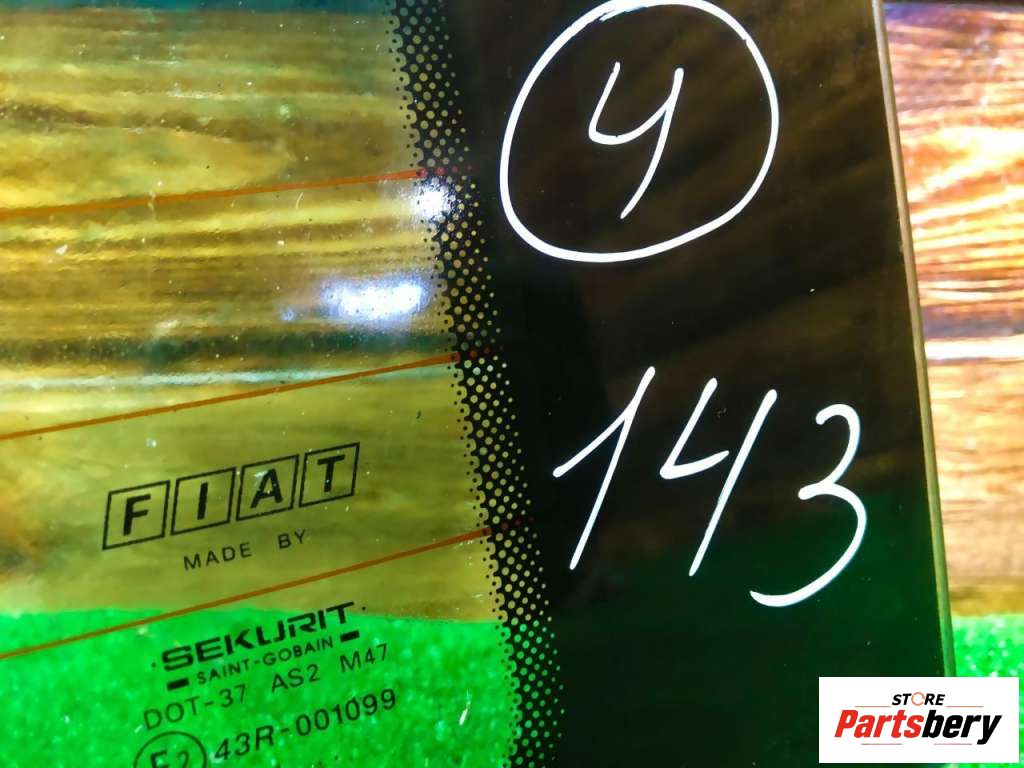 4
143
FIAT
MADE BY
SEKURIT
SAINT-GOBAIN
DOT-37 AS2 M47
E2 43R-001099
STORE
Partsbery